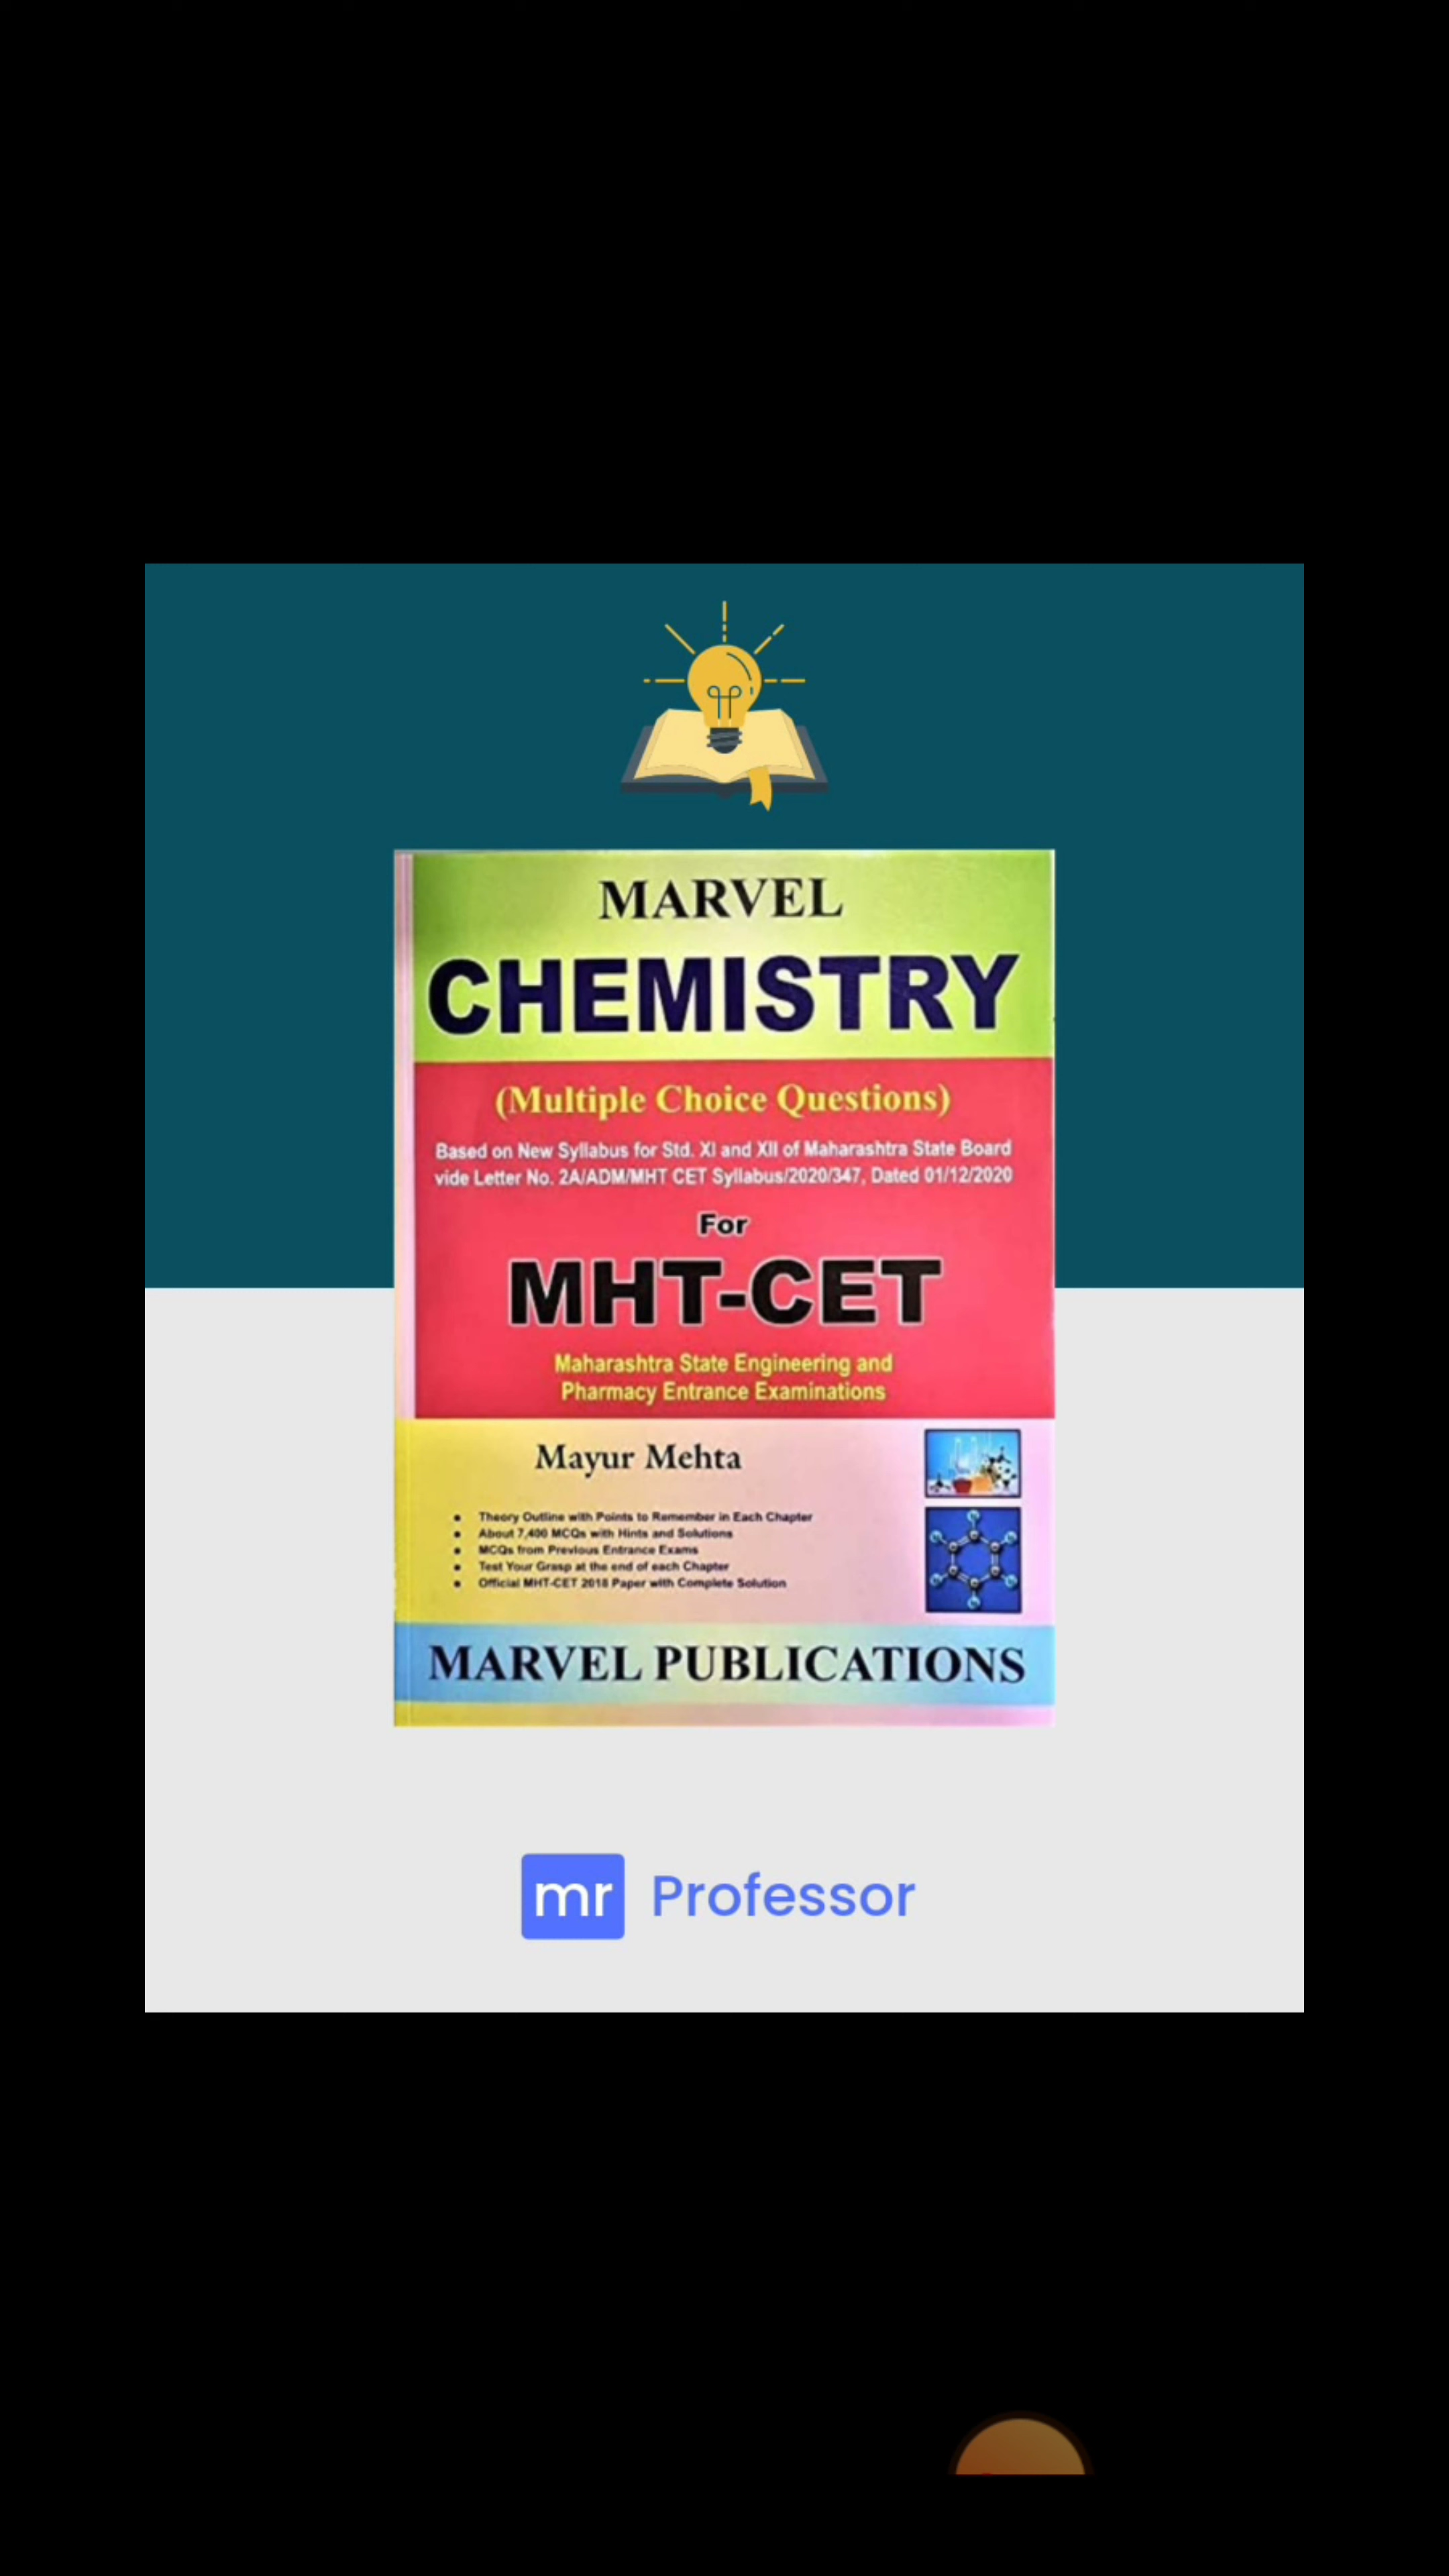 MARVEL
CHEMISTRY
(Multiple Choice Questions)
Based on New Syllabus for Std. XI and XII of Maharashtra State Board
vide Letter No. 2A/ADM/MHT CET Syllabus/2020/347, Dated 01/12/2020
For
MHT-CET
Maharashtra State Engineering and
Pharmacy Entrance Examinations
Mayur Mehta
• Theory Outline with Points to Remember in Each Chapter
• About 7,400 MCQs with Hints and Solutions
• MCQs from Previous Entrance Exams
• Test Your Grasp at the end of each Chapter
• Official MHT-CET 2018 Paper with Complete Solution
MARVEL PUBLICATIONS
mr Professor